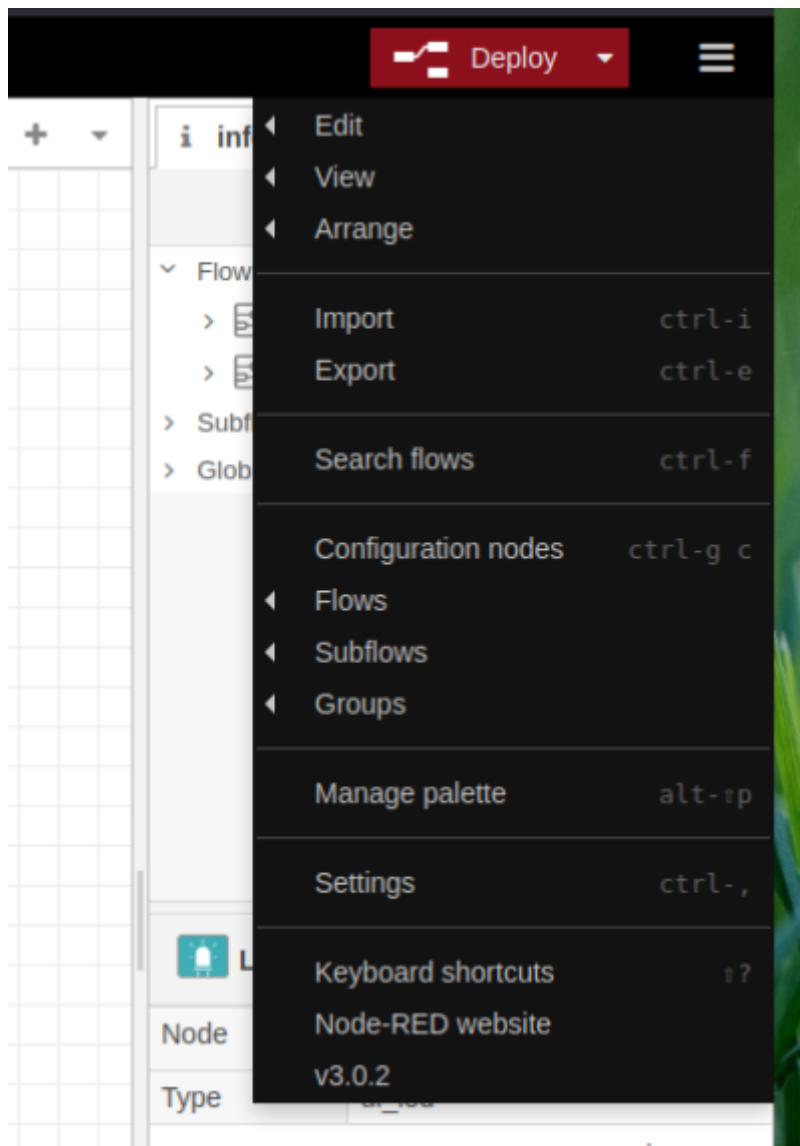 Deploy
inf
Edit
View
Arrange
Flow
Import ctrl-i
Export ctrl-e
Subfl
Glob
Search flows ctrl-f
Configuration nodes ctrl-g c
Flows
Subflows
Groups
Manage palette alt-⇧p
Settings ctrl-,
L
Keyboard shortcuts ⇧?
Node-RED website
Node
v3.0.2
Type